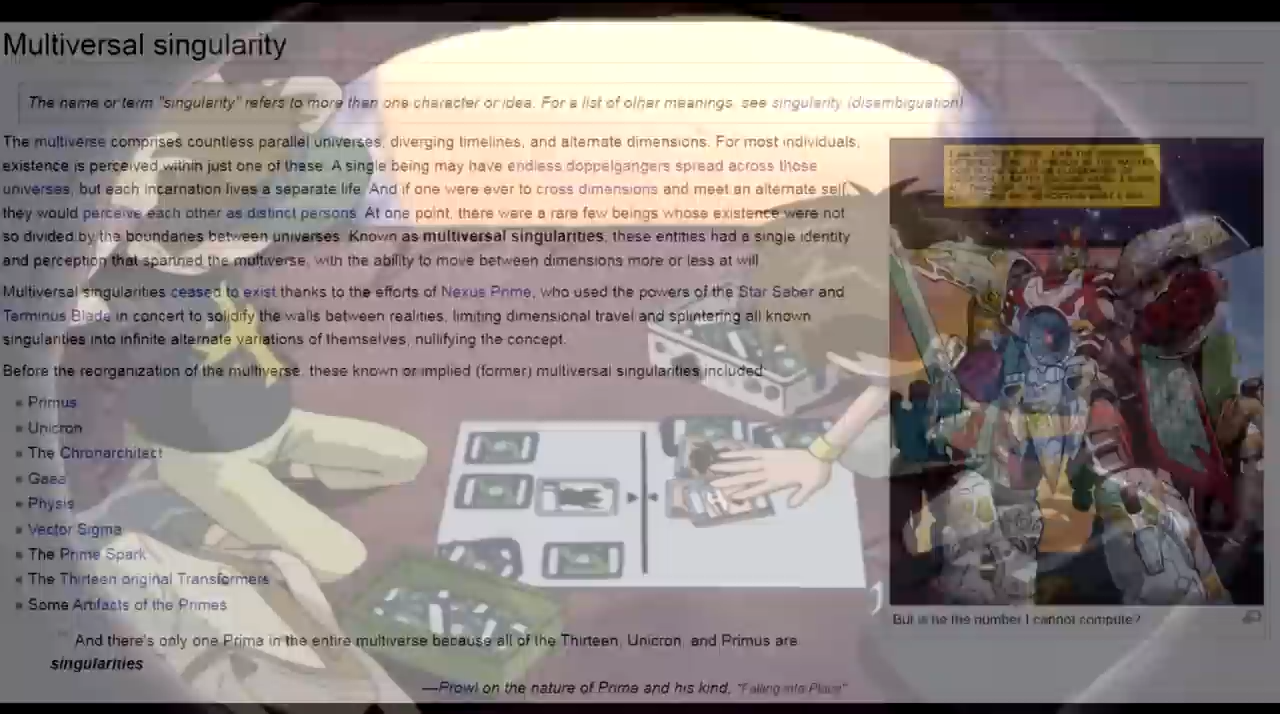 Multiversal singularity
The name or term "singularity" refers to more than one character or idea. For a list of other meanings, see singularity (disambiguation)
The multiverse comprises countless parallel universes, diverging timelines, and alternate dimensions. For most individuals,
existence is perceived within just one of these. A single being may have endless doppelgangers spread across those
universes, but each incarnation lives a separate life. And if one were ever to cross dimensions and meet an alternate self,
they would perceive each other as distinct persons. At one point, there were a rare few beings whose existence were not
so divided by the boundaries between universes. Known as multiversal singularities, these entities had a single identity
and perception that spanned the multiverse, with the ability to move between dimensions more or less at will.
Multiversal singularities ceased to exist thanks to the efforts of Nexus Prime, who used the powers of the Star Saber and
Terminus Blade in concert to solidify the walls between realities, limiting dimensional travel and splintering all known
singularities into infinite alternate variations of themselves, nullifying the concept.
Before the reorganization of the multiverse, these known or implied (former) multiversal singularities included:
Primus
Unicron
The Chronarchitect
Gaea
Physis
Vector Sigma
The Prime Spark
The Thirteen original Transformers
Some Artifacts of the Primes
But is he the number I cannot compute?
And there's only one Prima in the entire multiverse because all of the Thirteen, Unicron, and Primus are
singularities
—Prowl on the nature of Prima and his kind, "Falling into Place"